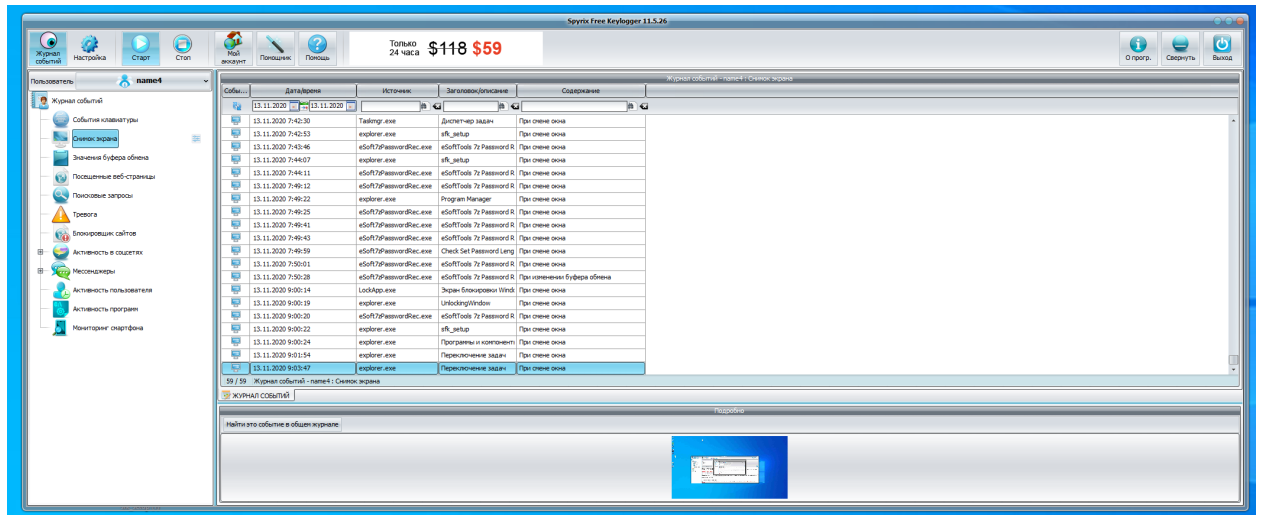 Spyrix Free Keylogger 11.5.26
Журнал событий
Настройка
Старт
Стоп
Мой аккаунт
Помощник
Помощь
Только 24 часа $118 $59
О прогр.
Свернуть
Выход
Пользователь name4
Журнал событий
События клавиатуры
Снимок экрана
Значения буфера обмена
Посещенные веб-страницы
Поисковые запросы
Тревога
Блокировщик сайтов
Активность в соцсетях
Мессенджеры
Активность пользователя
Активность программ
Мониторинг смартфона
Журнал событий - name4 : Снимок экрана
Собы... Дата/время Источник Заголовок/описание Содержание
13.11.2020 13.11.2020
13.11.2020 7:42:30 Taskmgr.exe Диспетчер задач При смене окна
13.11.2020 7:42:53 explorer.exe sfk_setup При смене окна
13.11.2020 7:43:46 eSoft7zPasswordRec.exe eSoftTools 7z Password R При смене окна
13.11.2020 7:44:07 explorer.exe sfk_setup При смене окна
13.11.2020 7:44:11 eSoft7zPasswordRec.exe eSoftTools 7z Password R При смене окна
13.11.2020 7:49:12 eSoft7zPasswordRec.exe eSoftTools 7z Password R При смене окна
13.11.2020 7:49:22 explorer.exe Program Manager При смене окна
13.11.2020 7:49:25 eSoft7zPasswordRec.exe eSoftTools 7z Password R При смене окна
13.11.2020 7:49:41 eSoft7zPasswordRec.exe eSoftTools 7z Password R При смене окна
13.11.2020 7:49:43 eSoft7zPasswordRec.exe eSoftTools 7z Password R При смене окна
13.11.2020 7:49:59 eSoft7zPasswordRec.exe Check Set Password Leng При смене окна
13.11.2020 7:50:01 eSoft7zPasswordRec.exe eSoftTools 7z Password R При смене окна
13.11.2020 7:50:28 eSoft7zPasswordRec.exe eSoftTools 7z Password R При изменении буфера обмена
13.11.2020 9:00:14 LockApp.exe Экран блокировки Windo При смене окна
13.11.2020 9:00:19 explorer.exe UnlockingWindow При смене окна
13.11.2020 9:00:20 eSoft7zPasswordRec.exe eSoftTools 7z Password R При смене окна
13.11.2020 9:00:22 explorer.exe sfk_setup При смене окна
13.11.2020 9:00:24 explorer.exe Программы и компоненты При смене окна
13.11.2020 9:01:54 explorer.exe Переключение задач При смене окна
13.11.2020 9:03:47 explorer.exe Переключение задач При смене окна
59 / 59 Журнал событий - name4 : Снимок экрана
ЖУРНАЛ СОБЫТИЙ
Подробно
Найти это событие в общем журнале